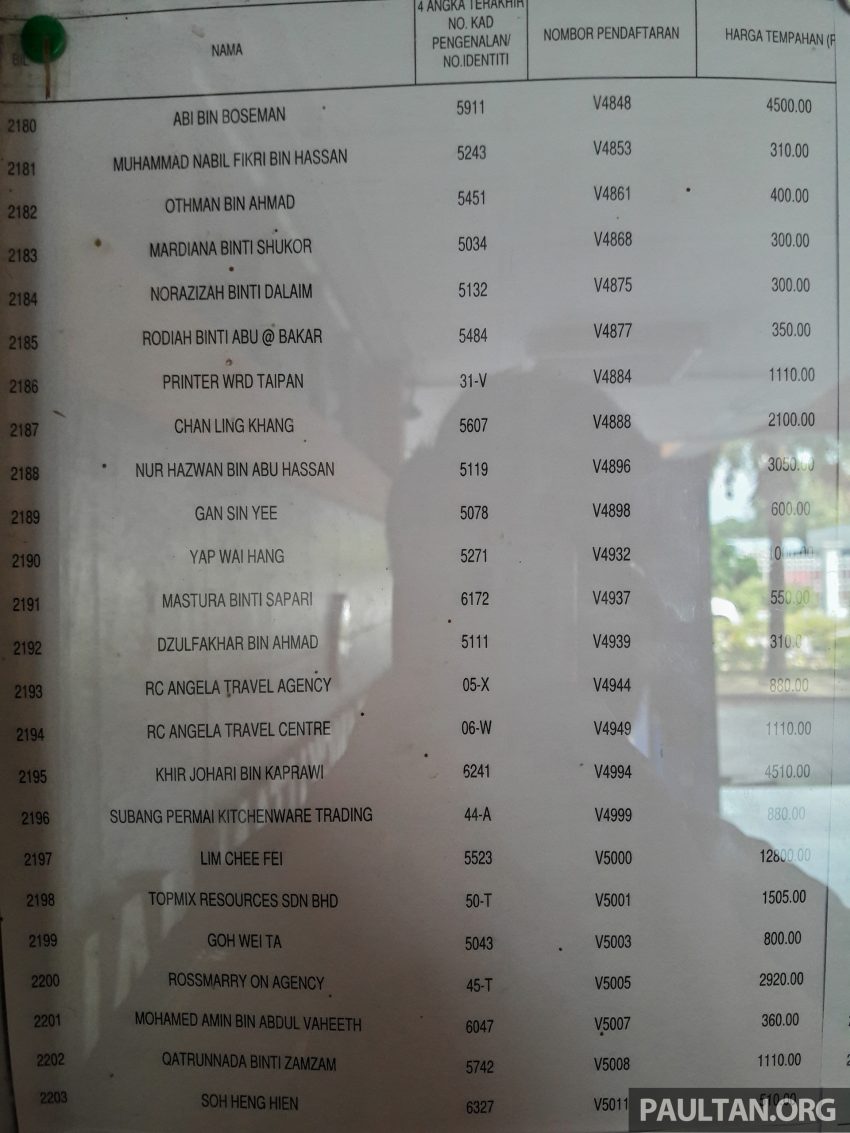 BIL
NAMA
4 ANGKA TERAKHIR
NO. KAD
PENGENALAN/
NO.IDENTITI
NOMBOR PENDAFTARAN
HARGA TEMPAHAN (R
2180 ABI BIN BOSEMAN 5911 V4848 4500.00
2181 MUHAMMAD NABIL FIKRI BIN HASSAN 5243 V4853 310.00
2182 OTHMAN BIN AHMAD 5451 V4861 400.00
2183 MARDIANA BINTI SHUKOR 5034 V4868 300.00
2184 NORAZIZAH BINTI DALAIM 5132 V4875 300.00
2185 RODIAH BINTI ABU @ BAKAR 5484 V4877 350.00
2186 PRINTER WRD TAIPAN 31-V V4884 1110.00
2187 CHAN LING KHANG 5607 V4888 2100.00
2188 NUR HAZWAN BIN ABU HASSAN 5119 V4896 3050.00
2189 GAN SIN YEE 5078 V4898 600.00
2190 YAP WAI HANG 5271 V4932
2191 MASTURA BINTI SAPARI 6172 V4937 550.00
2192 DZULFAKHAR BIN AHMAD 5111 V4939 310.0
2193 RC ANGELA TRAVEL AGENCY 05-X V4944 880.00
2194 RC ANGELA TRAVEL CENTRE 06-W V4949 1110.00
2195 KHIR JOHARI BIN KAPRAWI 6241 V4994 4510.00
2196 SUBANG PERMAI KITCHENWARE TRADING 44-A V4999 880.00
2197 LIM CHEE FEI 5523 V5000 12800.00
2198 TOPMIX RESOURCES SDN BHD 50-T V5001 1505.00
2199 GOH WEI TA 5043 V5003 800.00
2200 ROSSMARRY ON AGENCY 45-T V5005 2920.00
2201 MOHAMED AMIN BIN ABDUL VAHEETH 6047 V5007 360.00
2202 QATRUNNADA BINTI ZAMZAM 5742 V5008 1110.00
2203 SOH HENG HIEN 6327 V5011 510.00
PAULTAN.ORG